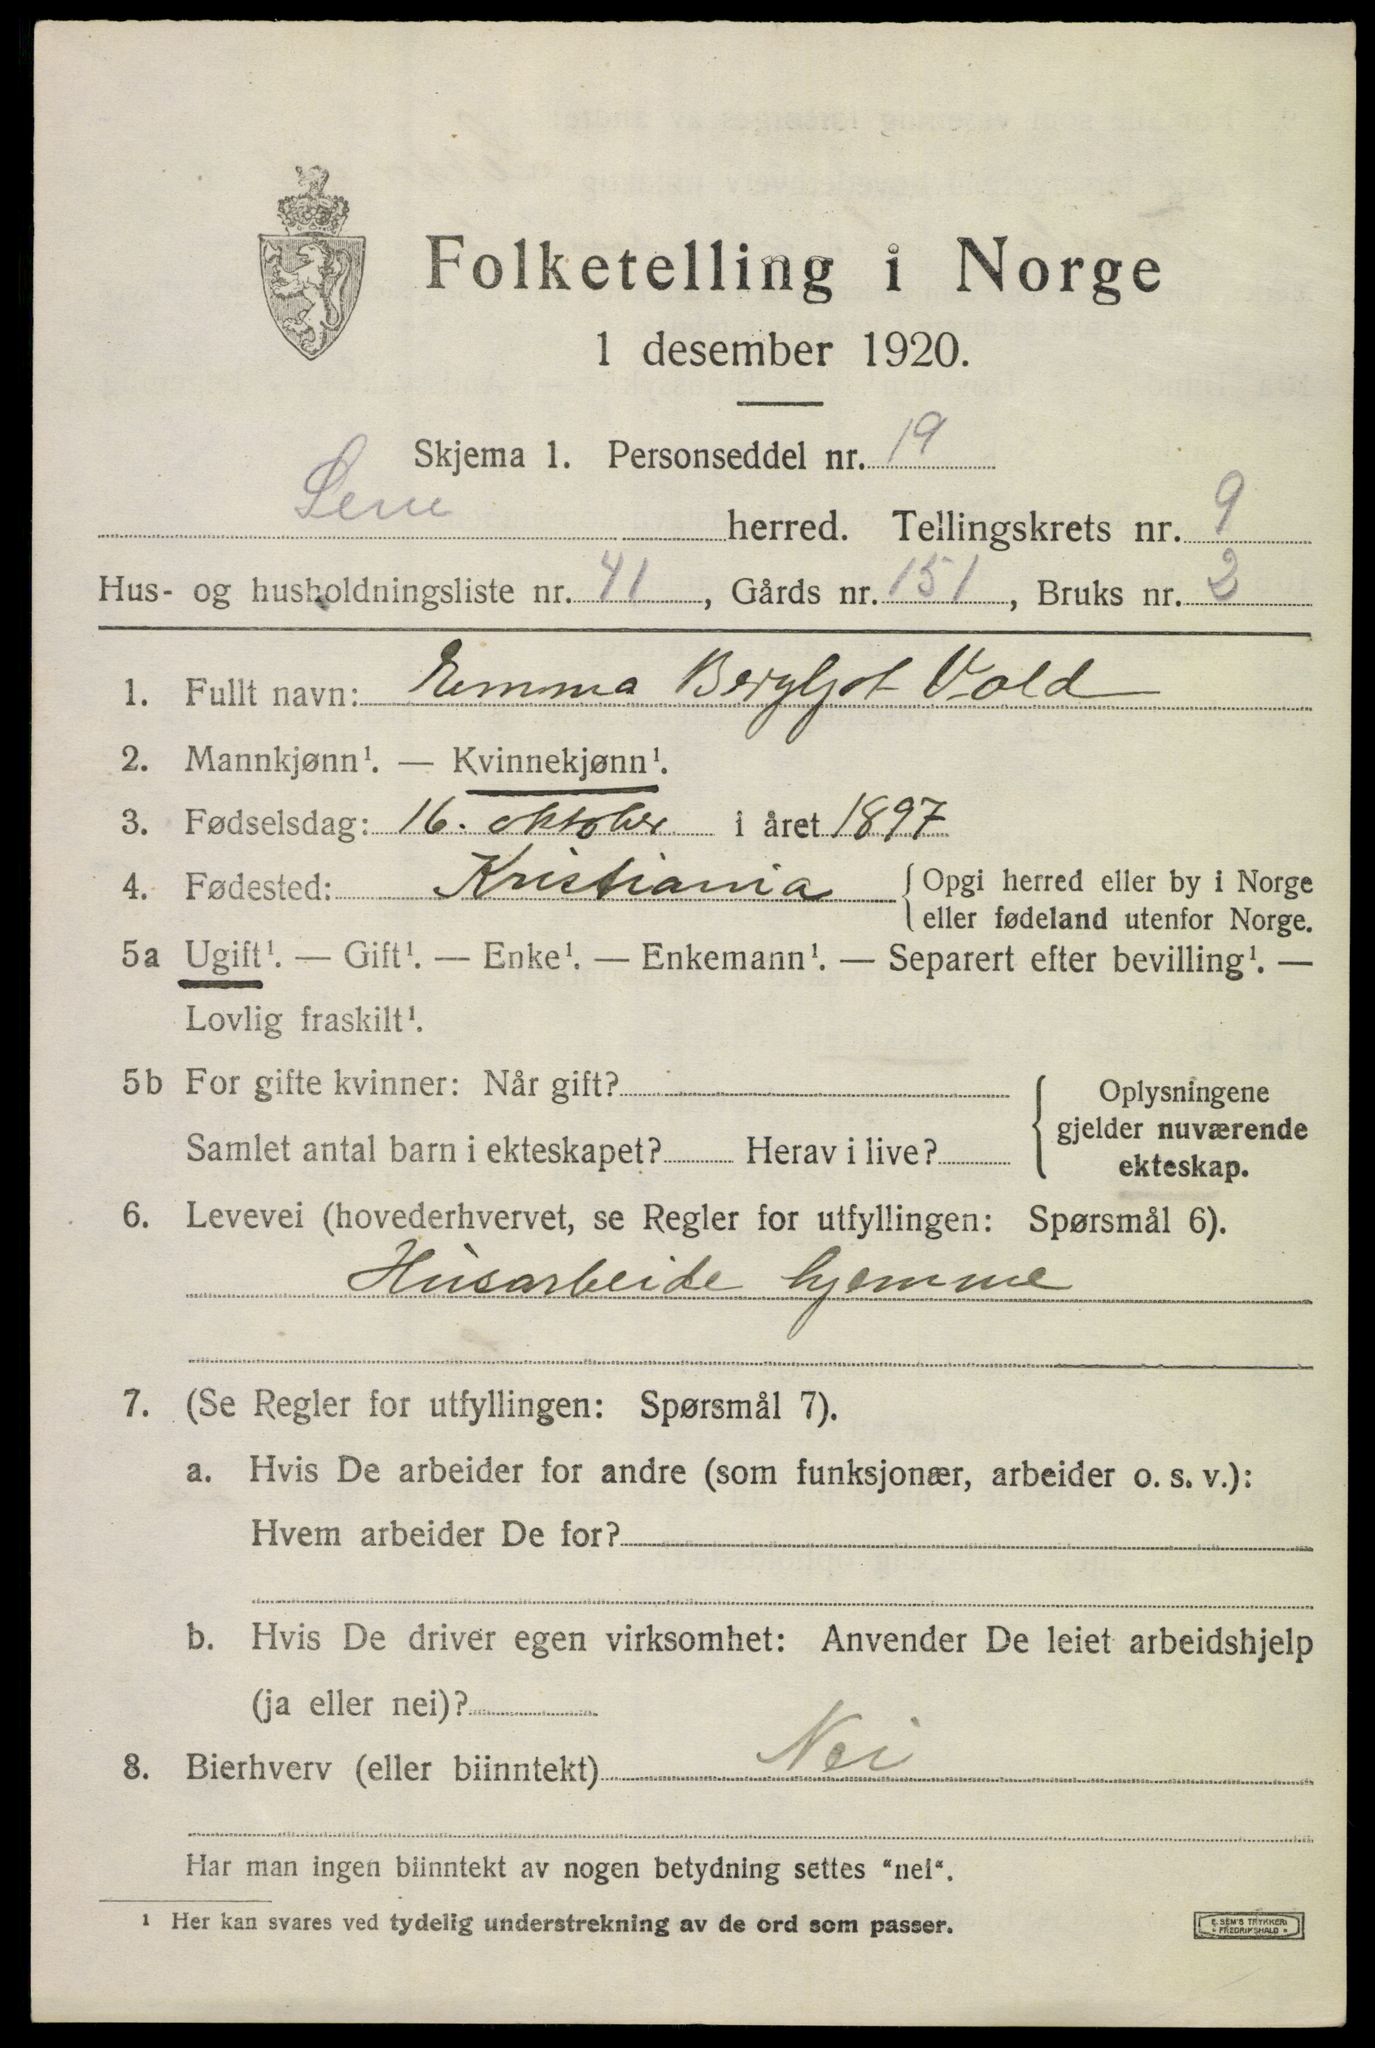 Folketelling i Norge
1 desember 1920.
Skjema 1. Personseddel nr. 19
herred. Tellingskrets nr. 9
Hus- og husholdningsliste nr. 41, Gårds nr. 151, Bruks nr. 2
1. Fullt navn: Emma Bergljot Vold
2. Mannkjønn¹. — Kvinnekjønn¹.
3. Fødselsdag: 16. oktober i året 1897
4. Fødested: Kristiania { Opgi herred eller by i Norge
eller fødeland utenfor Norge.
5a Ugift¹. — Gift¹. — Enke¹. — Enkemann¹. — Separert efter bevilling¹. —
Lovlig fraskilt¹.
5b For gifte kvinner: Når gift?
Samlet antal barn i ekteskapet? Herav i live?
{ Oplysningene
gjelder nuværende
ekteskap.
6. Levevei (hovederhvervet, se Regler for utfyllingen: Spørsmål 6).
Husarbeide hjemme
7. (Se Regler for utfyllingen: Spørsmål 7).
a. Hvis De arbeider for andre (som funksjonær, arbeider o. s. v.):
Hvem arbeider De for?
b. Hvis De driver egen virksomhet: Anvender De leiet arbeidshjelp
(ja eller nei)?
8. Bierhverv (eller biinntekt) Nei
Har man ingen biinntekt av nogen betydning settes "nei".
¹ Her kan svares ved tydelig understrekning av de ord som passer.
E. SEM'S TRYKKERI
FREDRIKSHALD